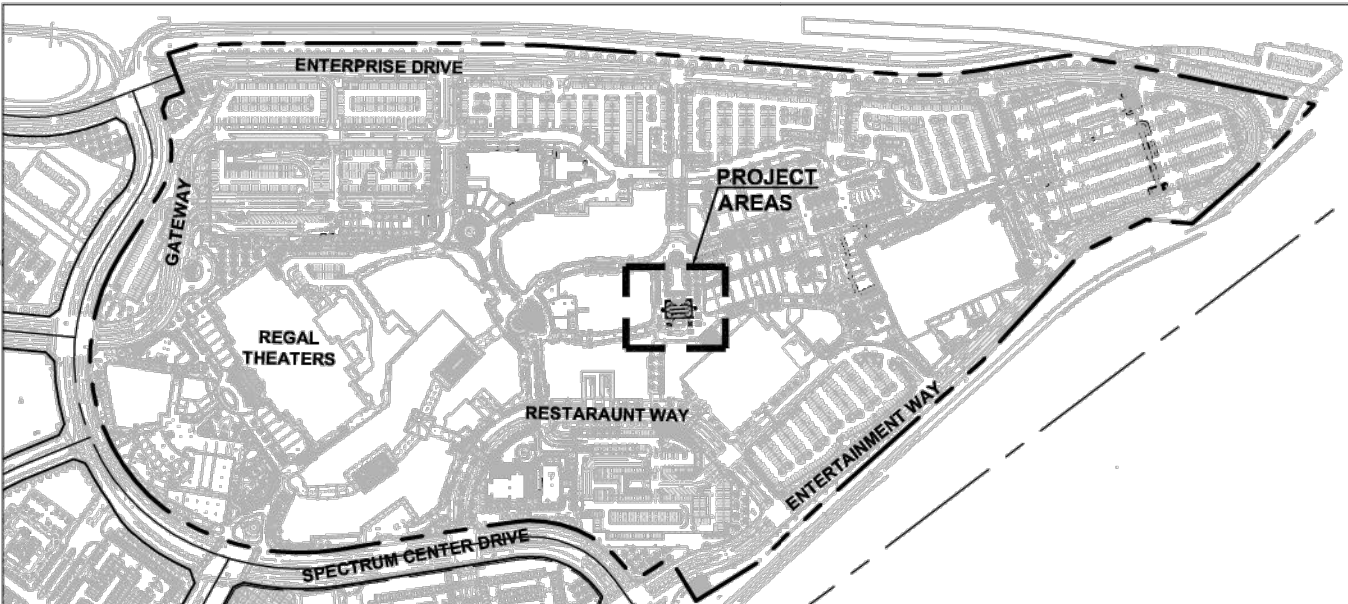 ENTERPRISE DRIVE
PROJECT
AREAS
GATEWAY
REGAL
THEATERS
RESTARAUNT WAY
ENTERTAINMENT WAY
SPECTRUM CENTER DRIVE